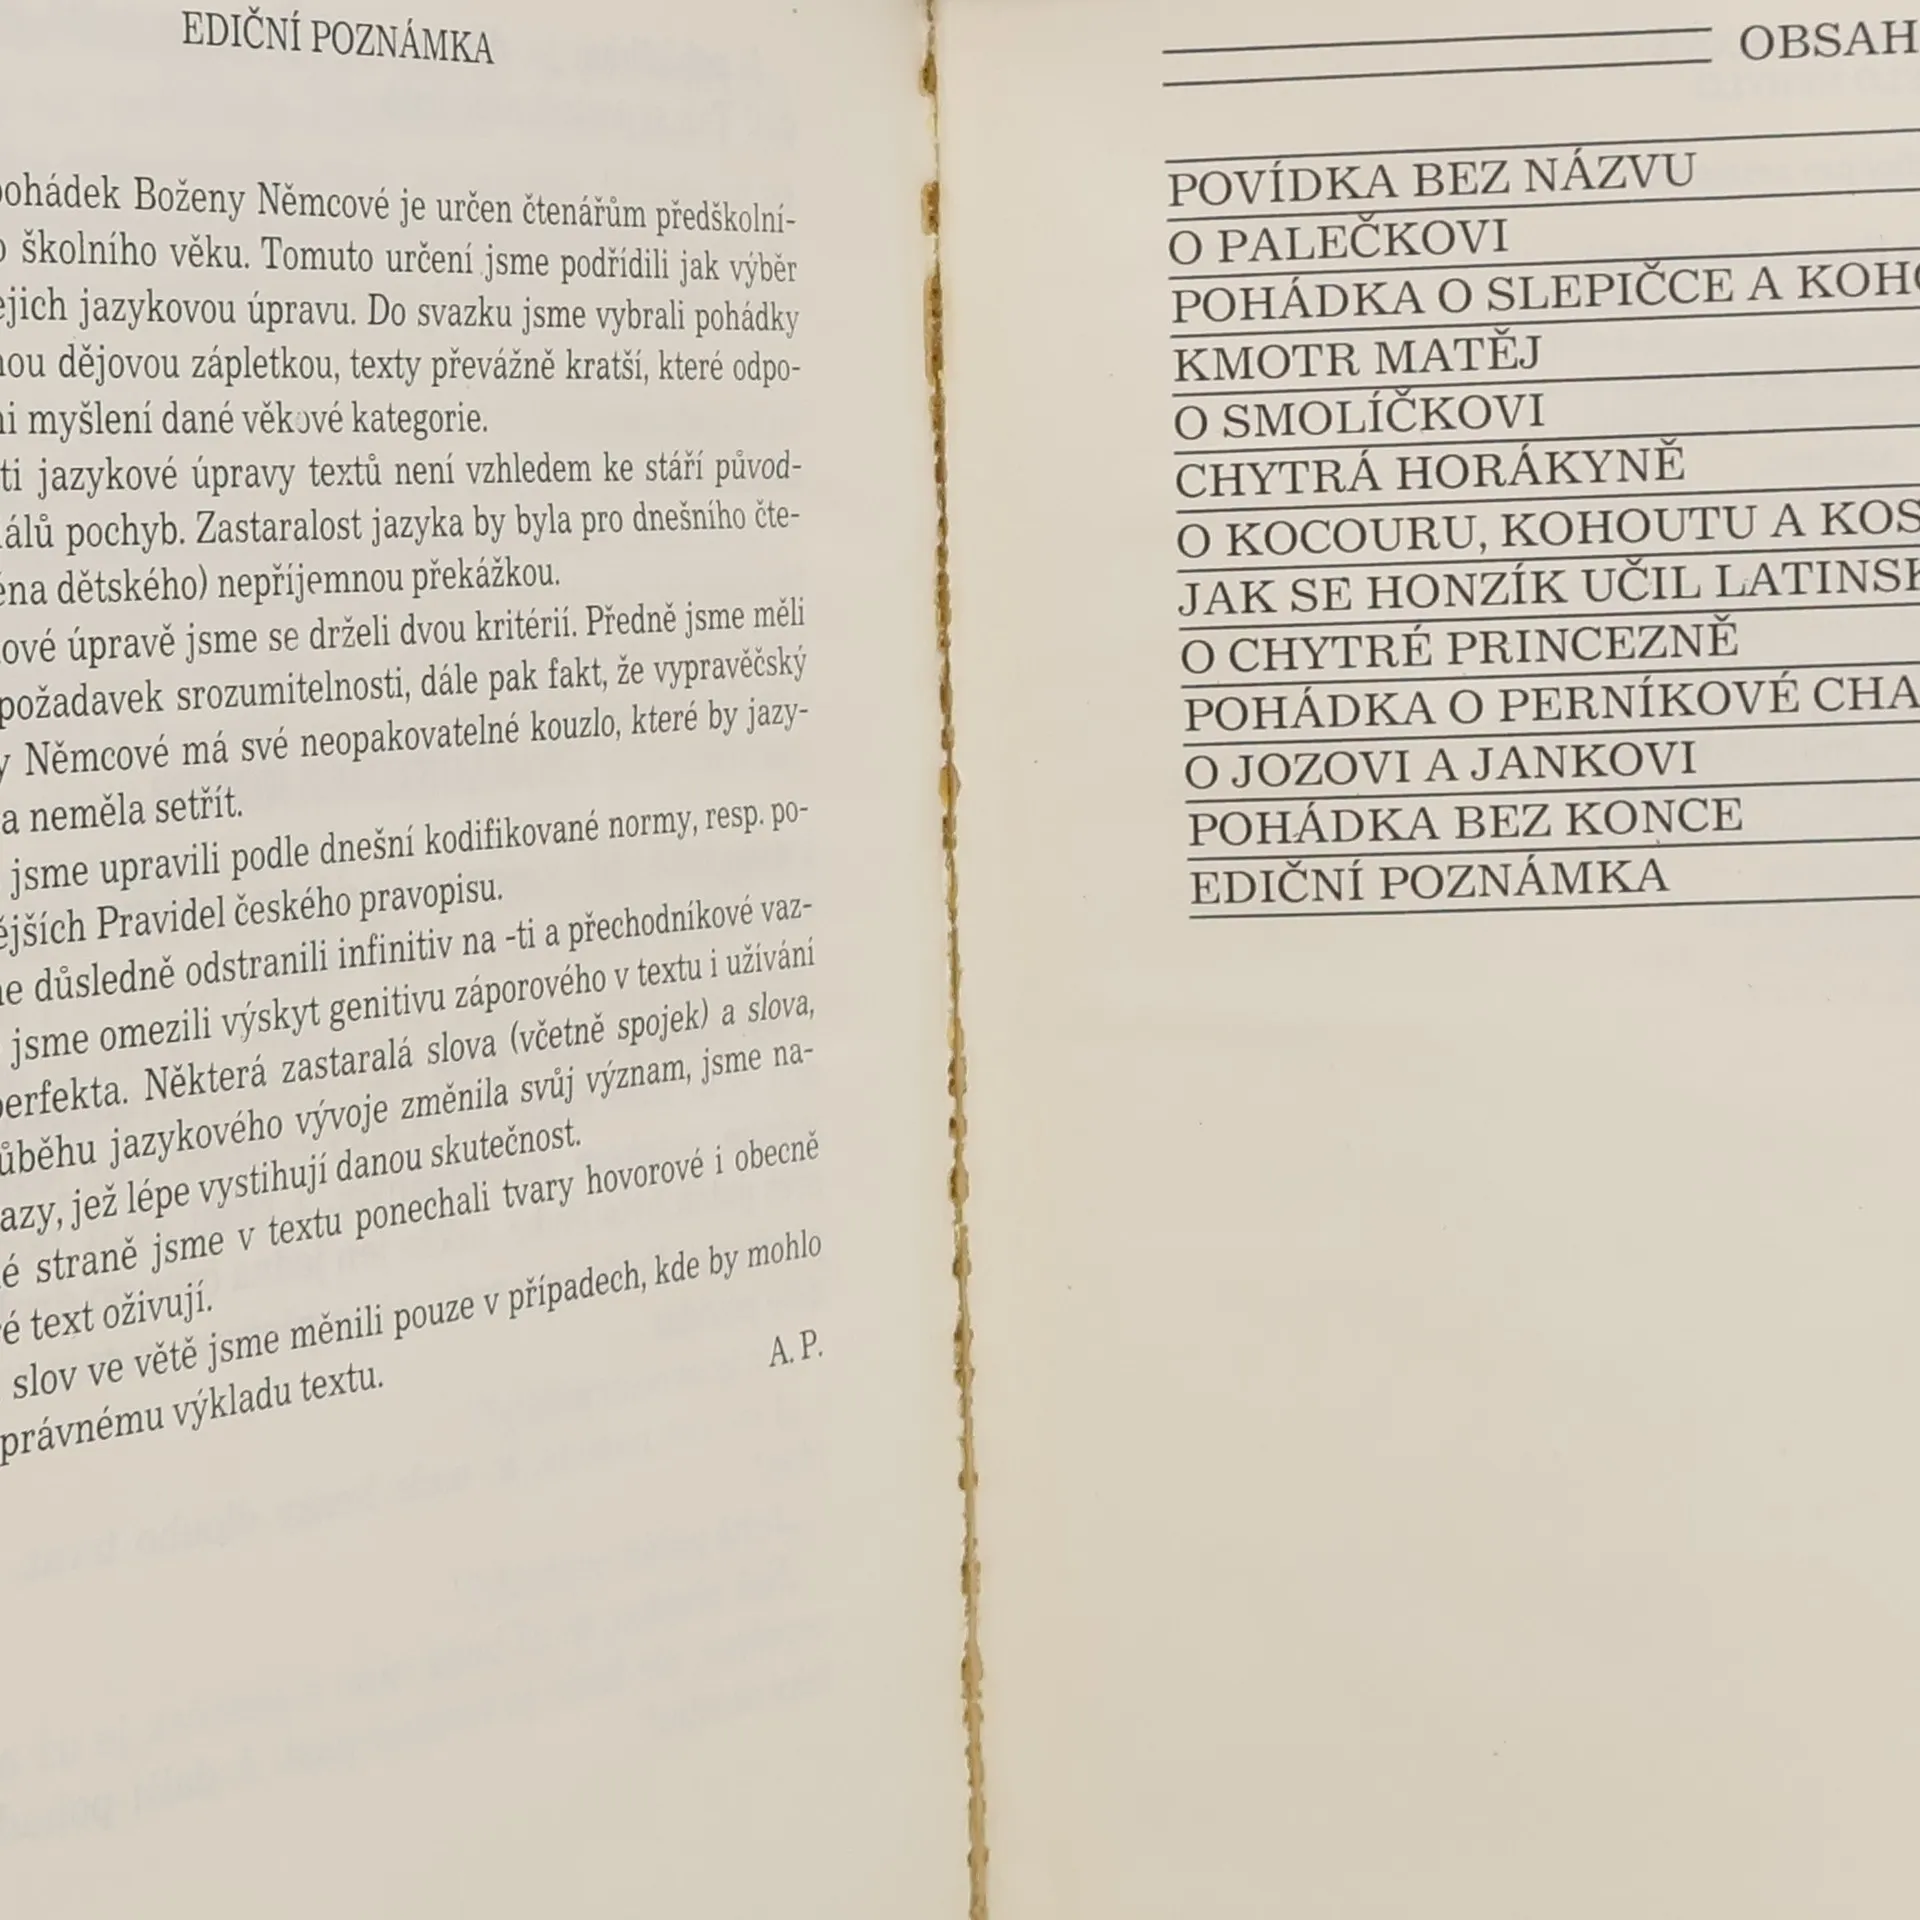 EDIČNÍ POZNÁMKA
pohádek Boženy Němcové je určen čtenářům předškolní-
školního věku. Tomuto určení jsme podřídili jak výběr
ejich jazykovou úpravu. Do svazku jsme vybrali pohádky
nou dějovou zápletkou, texty převážně kratší, které odpo-
ni myšlení dané věkové kategorie.
ti jazykové úpravy textů není vzhledem ke stáří původ-
álů pochyb. Zastaralost jazyka by byla pro dnešního čte-
éna dětského) nepříjemnou překážkou.
ové úpravě jsme se drželi dvou kritérií. Předně jsme měli
požadavek srozumitelnosti, dále pak fakt, že vypravěčský
y Němcové má své neopakovatelné kouzlo, které by jazy-
a neměla setřít.
jsme upravili podle dnešní kodifikované normy, resp. po-
ějších Pravidel českého pravopisu.
e důsledně odstranili infinitiv na -ti a přechodníkové vaz-
jsme omezili výskyt genitivu záporového v textu i užívání
perfekta. Některá zastaralá slova (včetně spojek) a slova,
ůběhu jazykového vývoje změnila svůj význam, jsme na-
azy, jež lépe vystihují danou skutečnost.
é straně jsme v textu ponechali tvary hovorové i obecně
é text oživují.
slov ve větě jsme měnili pouze v případech, kde by mohlo
právnému výkladu textu.
A. P.
OBSAH
POVÍDKA BEZ NÁZVU
O PALEČKOVI
POHÁDKA O SLEPIČCE A KOHO
KMOTR MATĚJ
O SMOLÍČKOVI
CHYTRÁ HORÁKYNĚ
O KOCOURU, KOHOUTU A KOS
JAK SE HONZÍK UČIL LATINSK
O CHYTRÉ PRINCEZNĚ
POHÁDKA O PERNÍKOVÉ CHA
O JOZOVI A JANKOVI
POHÁDKA BEZ KONCE
EDIČNÍ POZNÁMKA